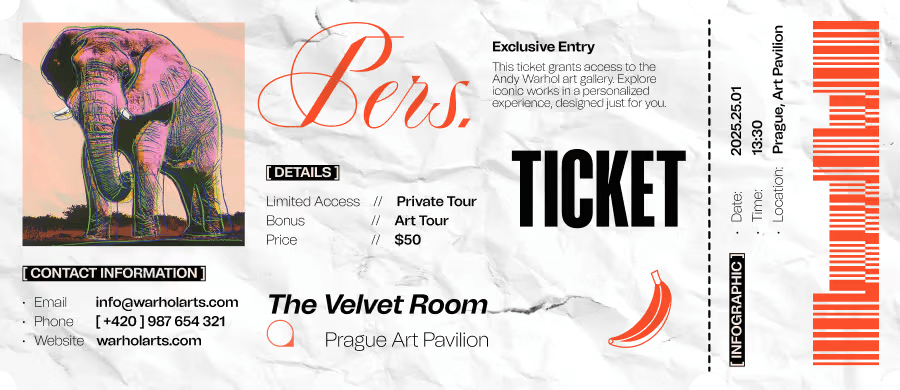 Pers.
Exclusive Entry
This ticket grants access to the
Andy Warhol art gallery. Explore
iconic works in a personalized
experience, designed just for you.
TICKET
[ DETAILS ]
Limited Access // Private Tour
Bonus // Art Tour
Price // $50
[ CONTACT INFORMATION ]
· Email info@warholarts.com
· Phone [ +420 ] 987 654 321
· Website warholarts.com
The Velvet Room
Prague Art Pavilion
[ INFOGRAPHIC ]
· Date: 2025.25.01
· Time: 13:30
· Location: Prague, Art Pavilion